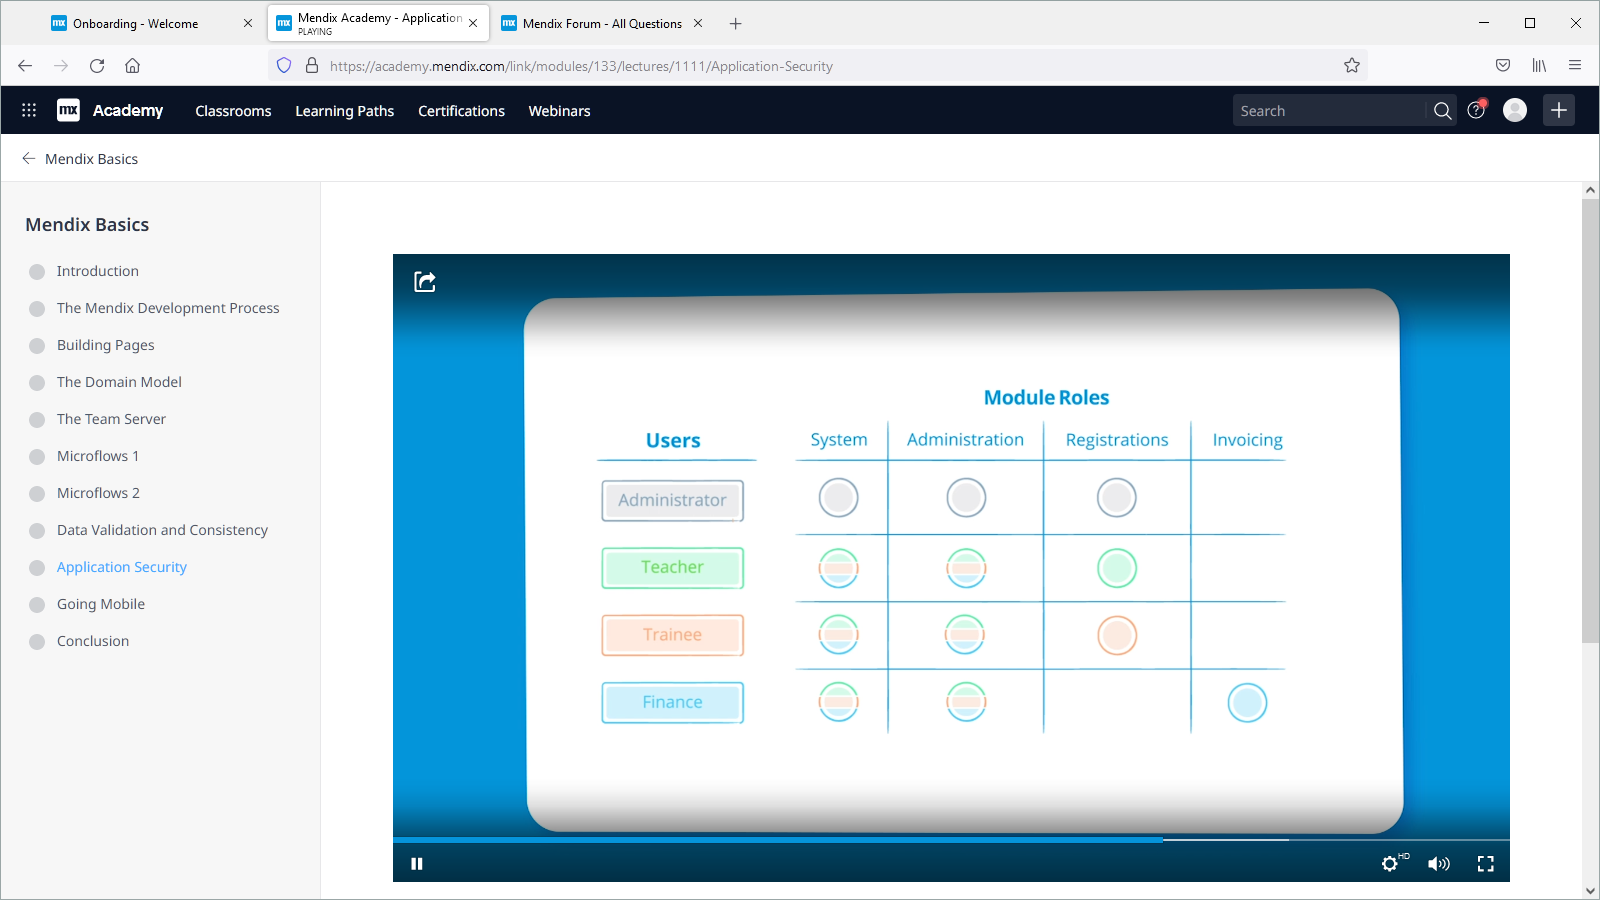 Onboarding - Welcome
Mendix Academy - Application
PLAYING
Mendix Forum - All Questions
https://academy.mendix.com/link/modules/133/lectures/1111/Application-Security
mx Academy Classrooms Learning Paths Certifications Webinars Search
Mendix Basics
Mendix Basics
Introduction
The Mendix Development Process
Building Pages
The Domain Model
The Team Server
Microflows 1
Microflows 2
Data Validation and Consistency
Application Security
Going Mobile
Conclusion
Module Roles
Users System Administration Registrations Invoicing
Administrator
Teacher
Trainee
Finance
HD